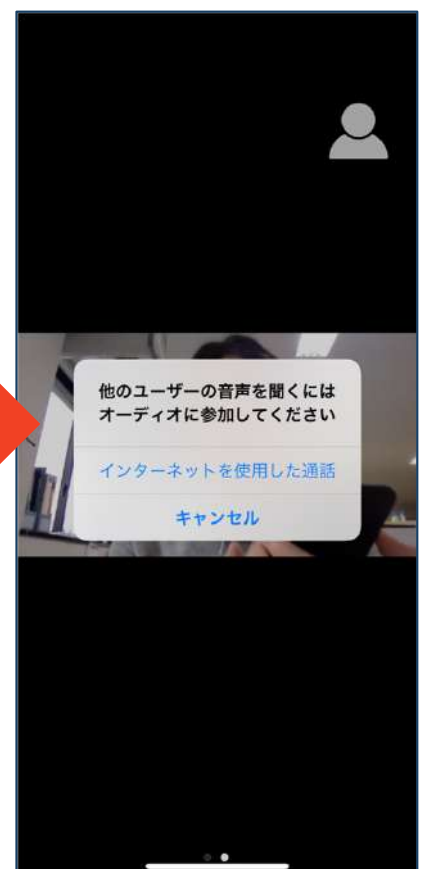 他のユーザーの音声を聞くには
オーディオに参加してください
インターネットを使用した通話
キャンセル